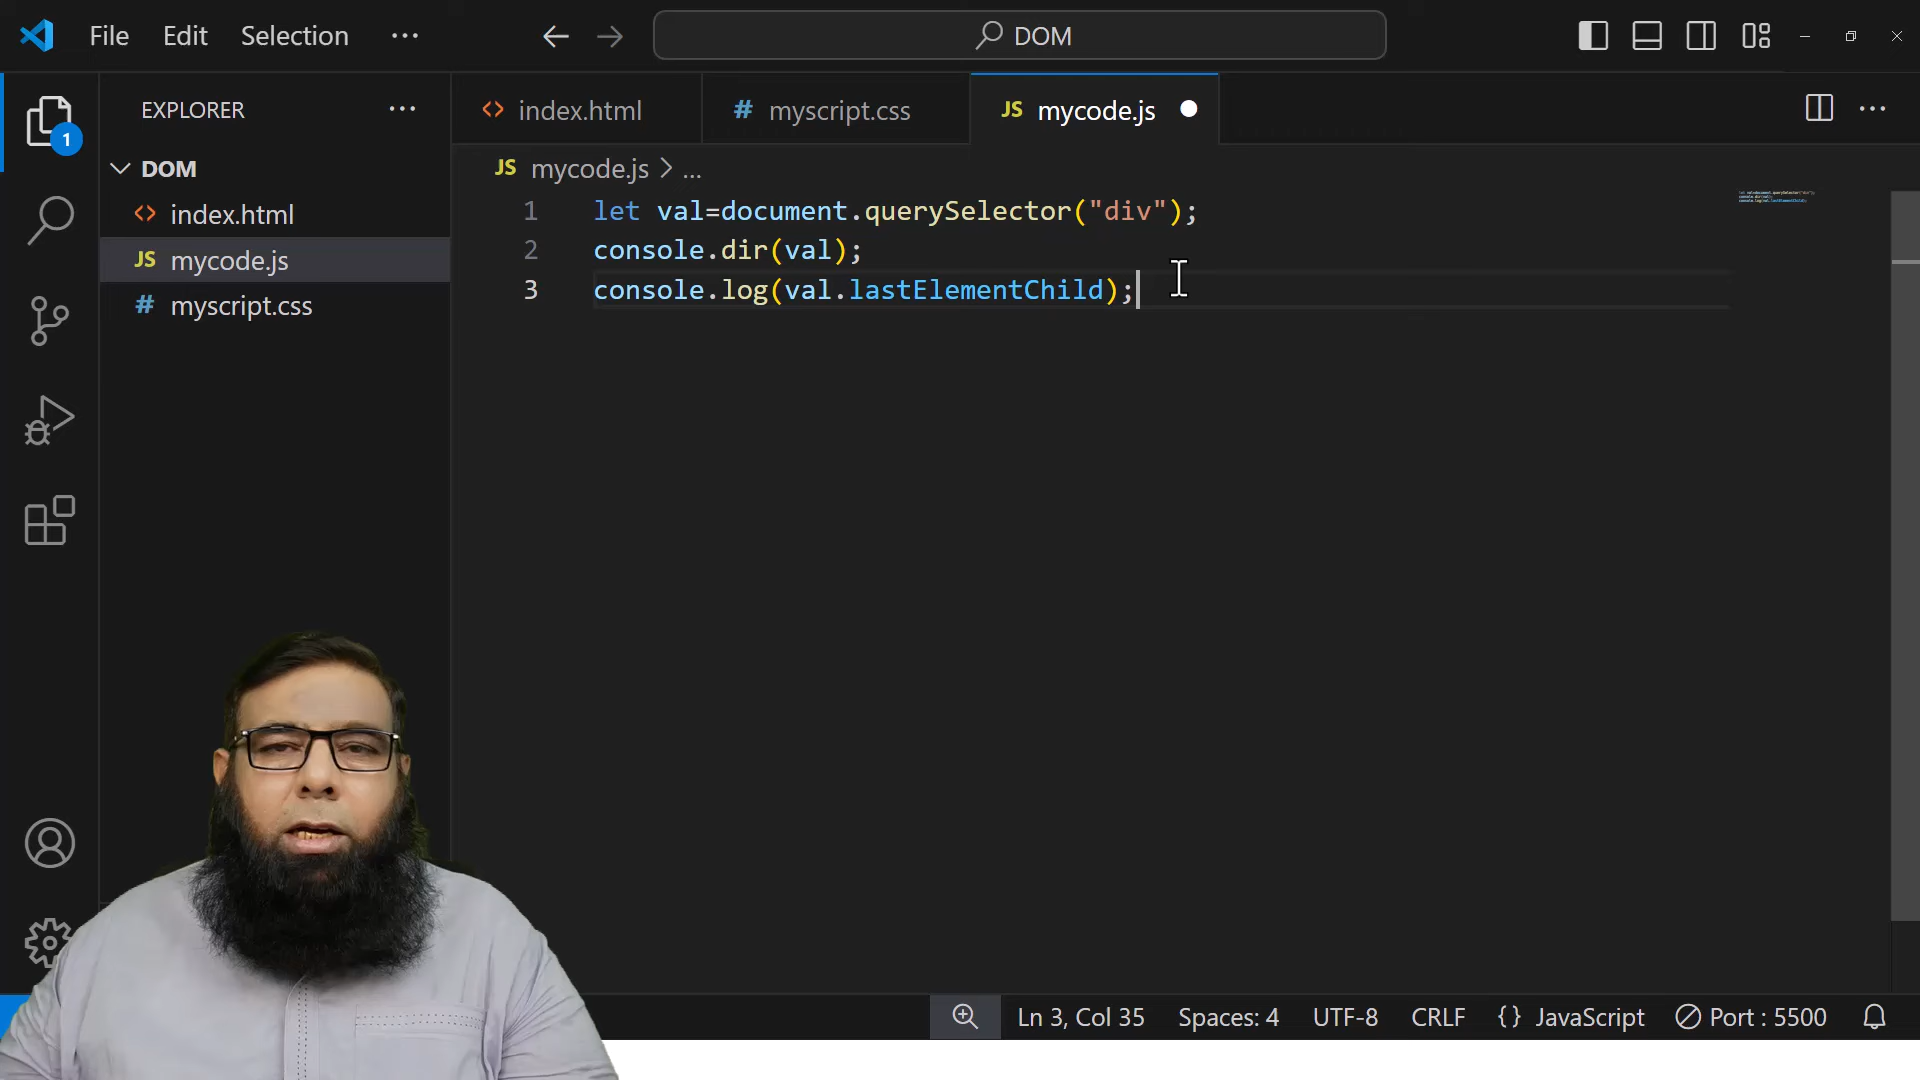 File Edit Selection ... DOM
EXPLORER ...
index.html
# myscript.css
JS mycode.js
...
1
DOM
JS mycode.js > ...
index.html
JS mycode.js
# myscript.css
1 let val=document.querySelector("div");
2 console.dir(val);
3 console.log(val.lastElementChild);
Ln 3, Col 35 Spaces: 4 UTF-8 CRLF {} JavaScript Port : 5500